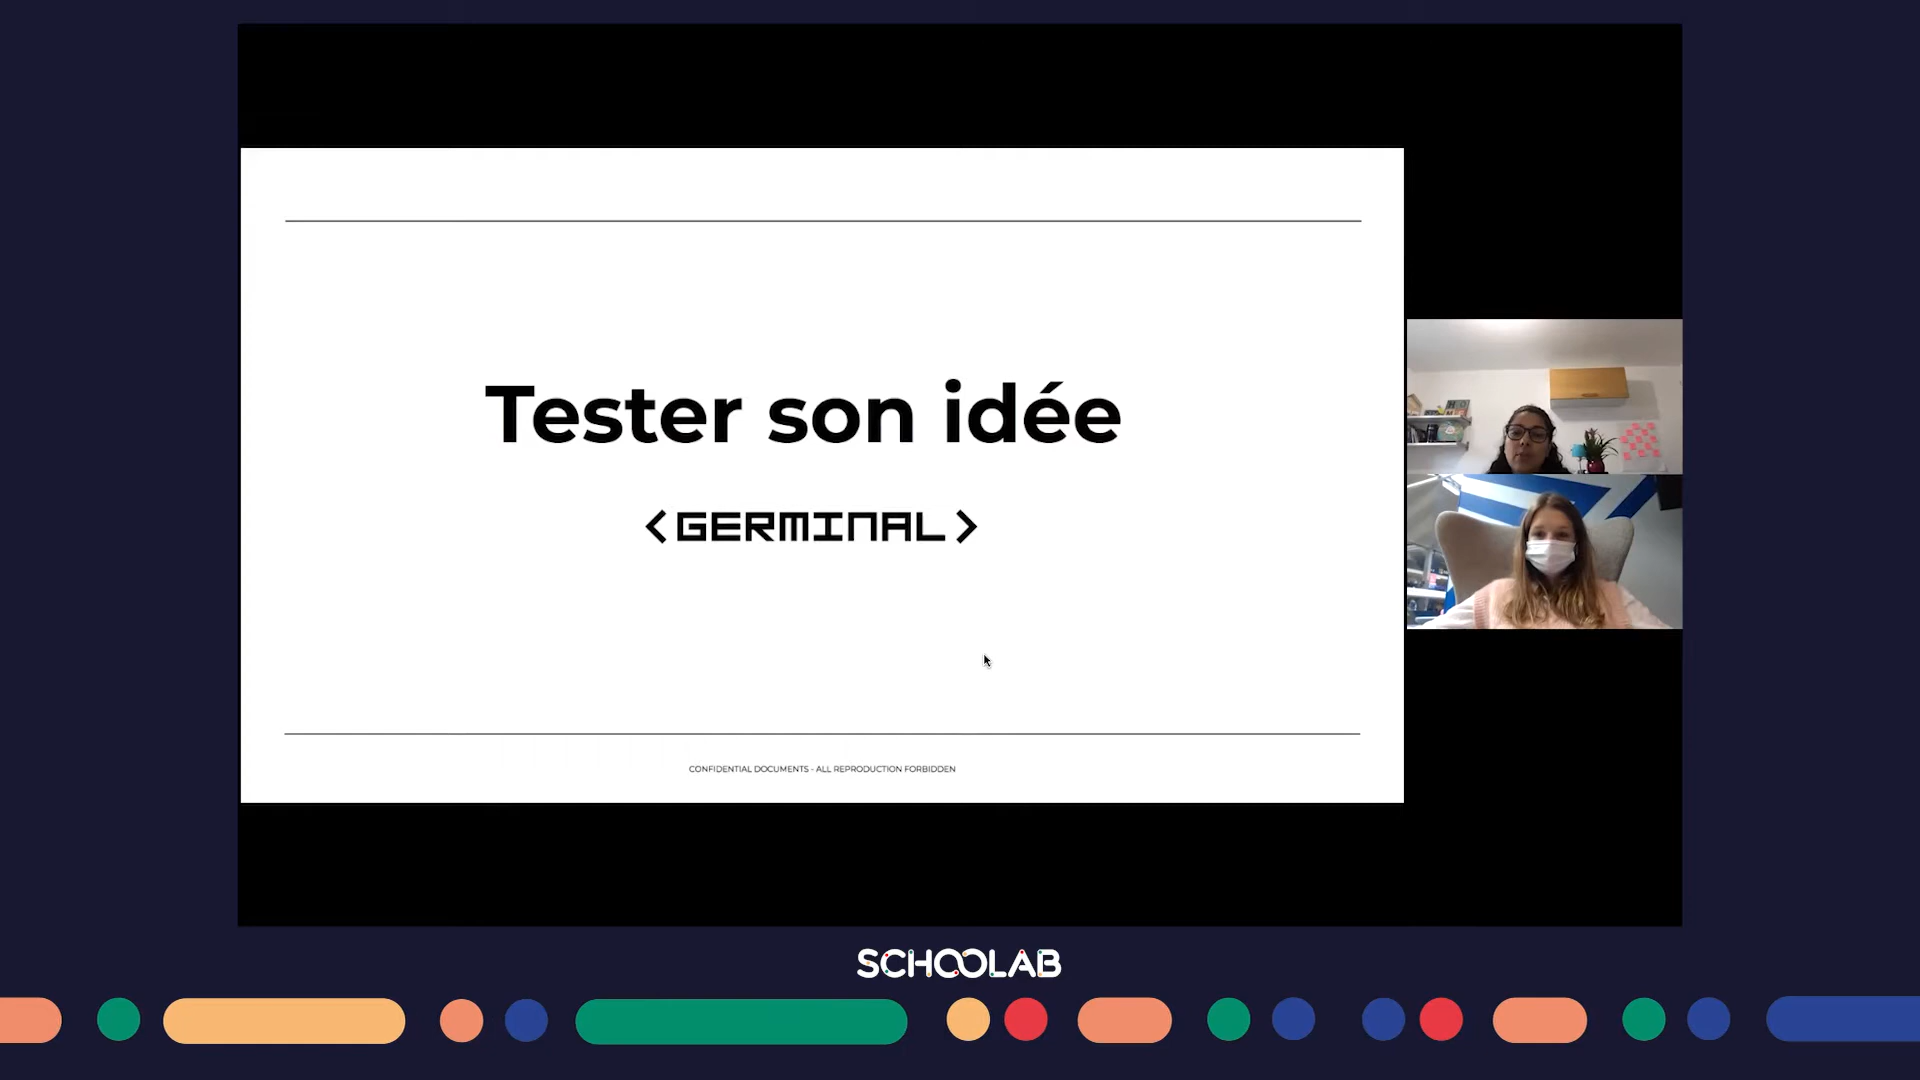 Tester son idée
<GERMINAL>
CONFIDENTIAL DOCUMENTS - ALL REPRODUCTION FORBIDDEN
SCHOOLAB